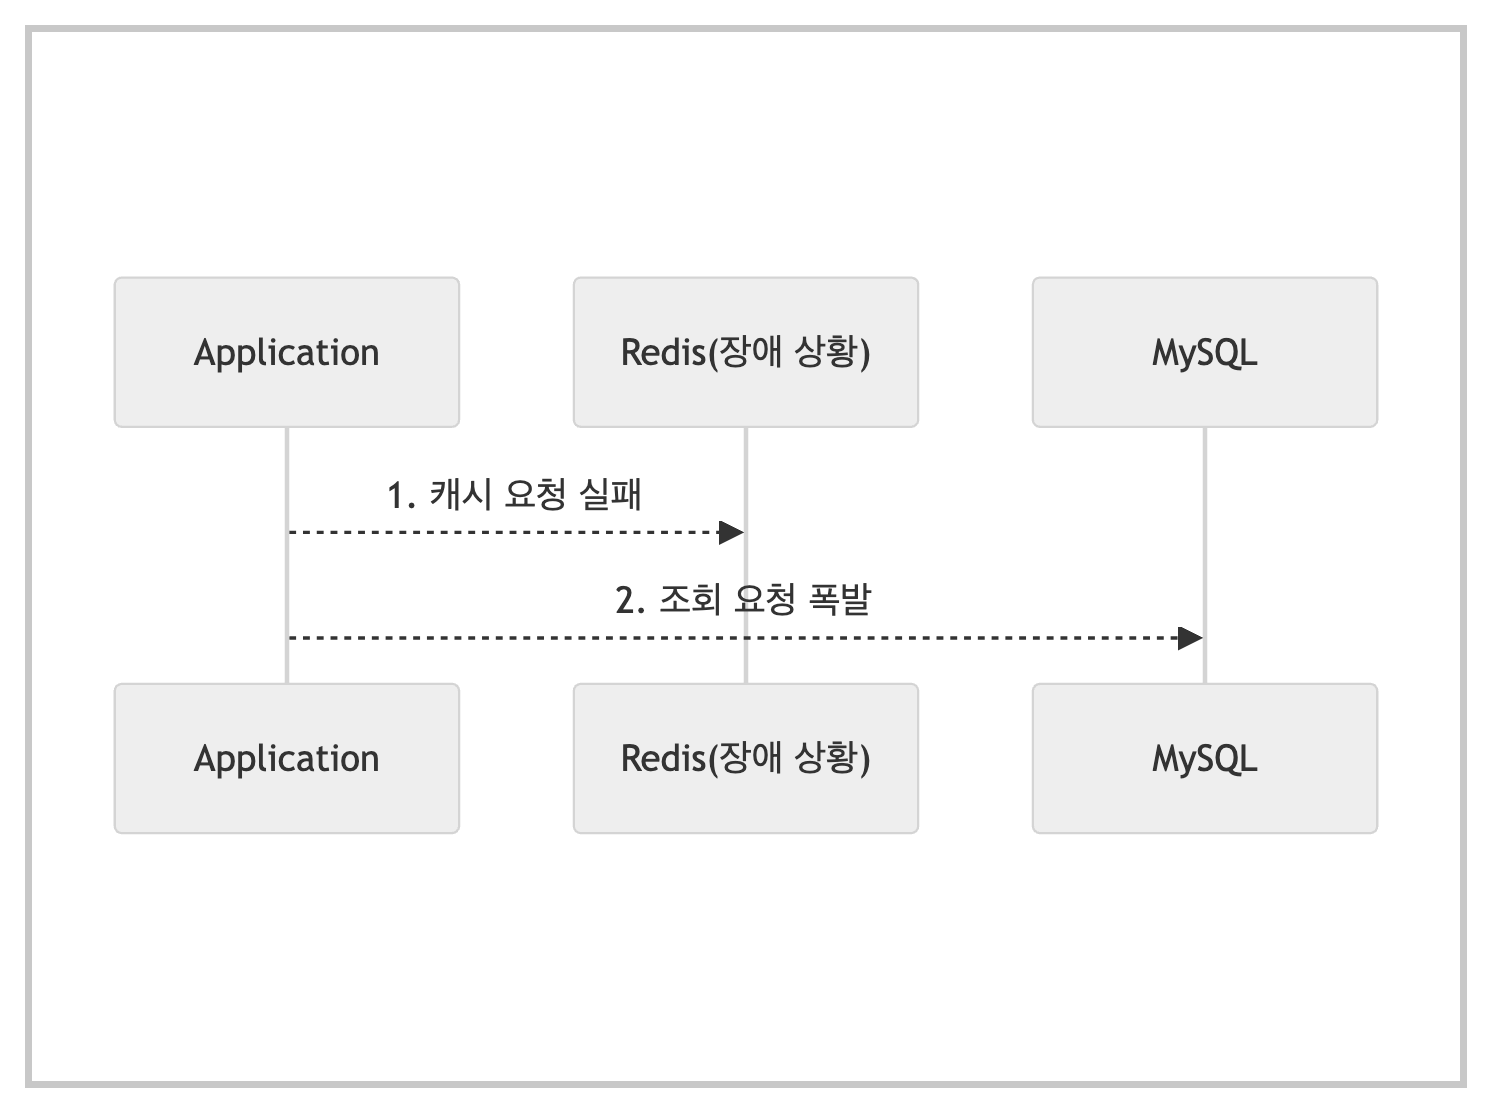 Application
Redis(장애 상황)
MySQL
1. 캐시 요청 실패
2. 조회 요청 폭발
Application
Redis(장애 상황)
MySQL